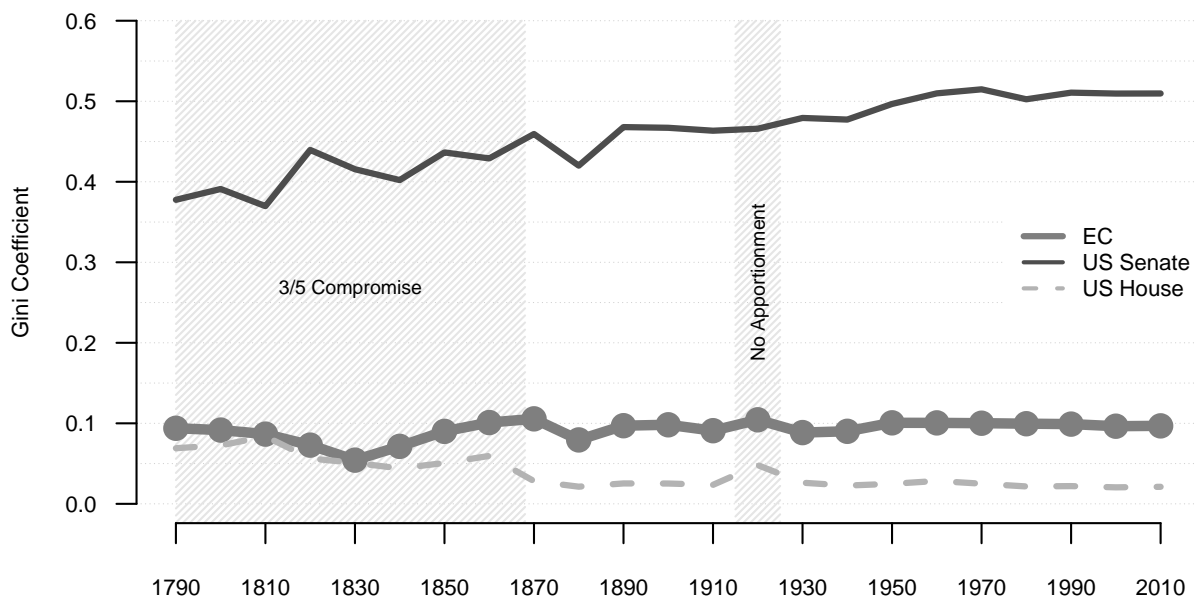 0.6
0.5
0.4
0.3
0.2
0.1
0.0
Gini Coefficient
3/5 Compromise
No Apportionment
EC
US Senate
US House
1790 1810 1830 1850 1870 1890 1910 1930 1950 1970 1990 2010